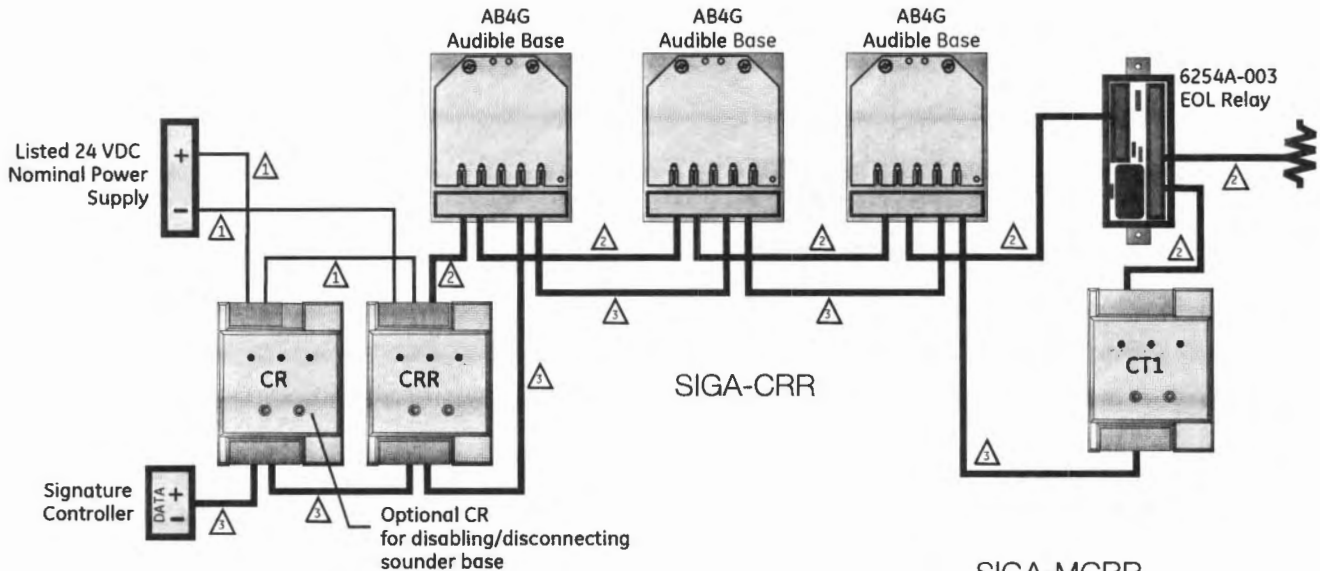 AB4G
Audible Base
AB4G
Audible Base
AB4G
Audible Base
6254A-003
EOL Relay
Listed 24 VDC
Nominal Power
Supply
+
-
1
1
1
2
2
2
2
2
2
3
3
3
CR
CRR
SIGA-CRR
CT1
3
Signature
Controller
DATA
+
-
3
3
Optional CR
for disabling/disconnecting
sounder base
SIGA-MCRR